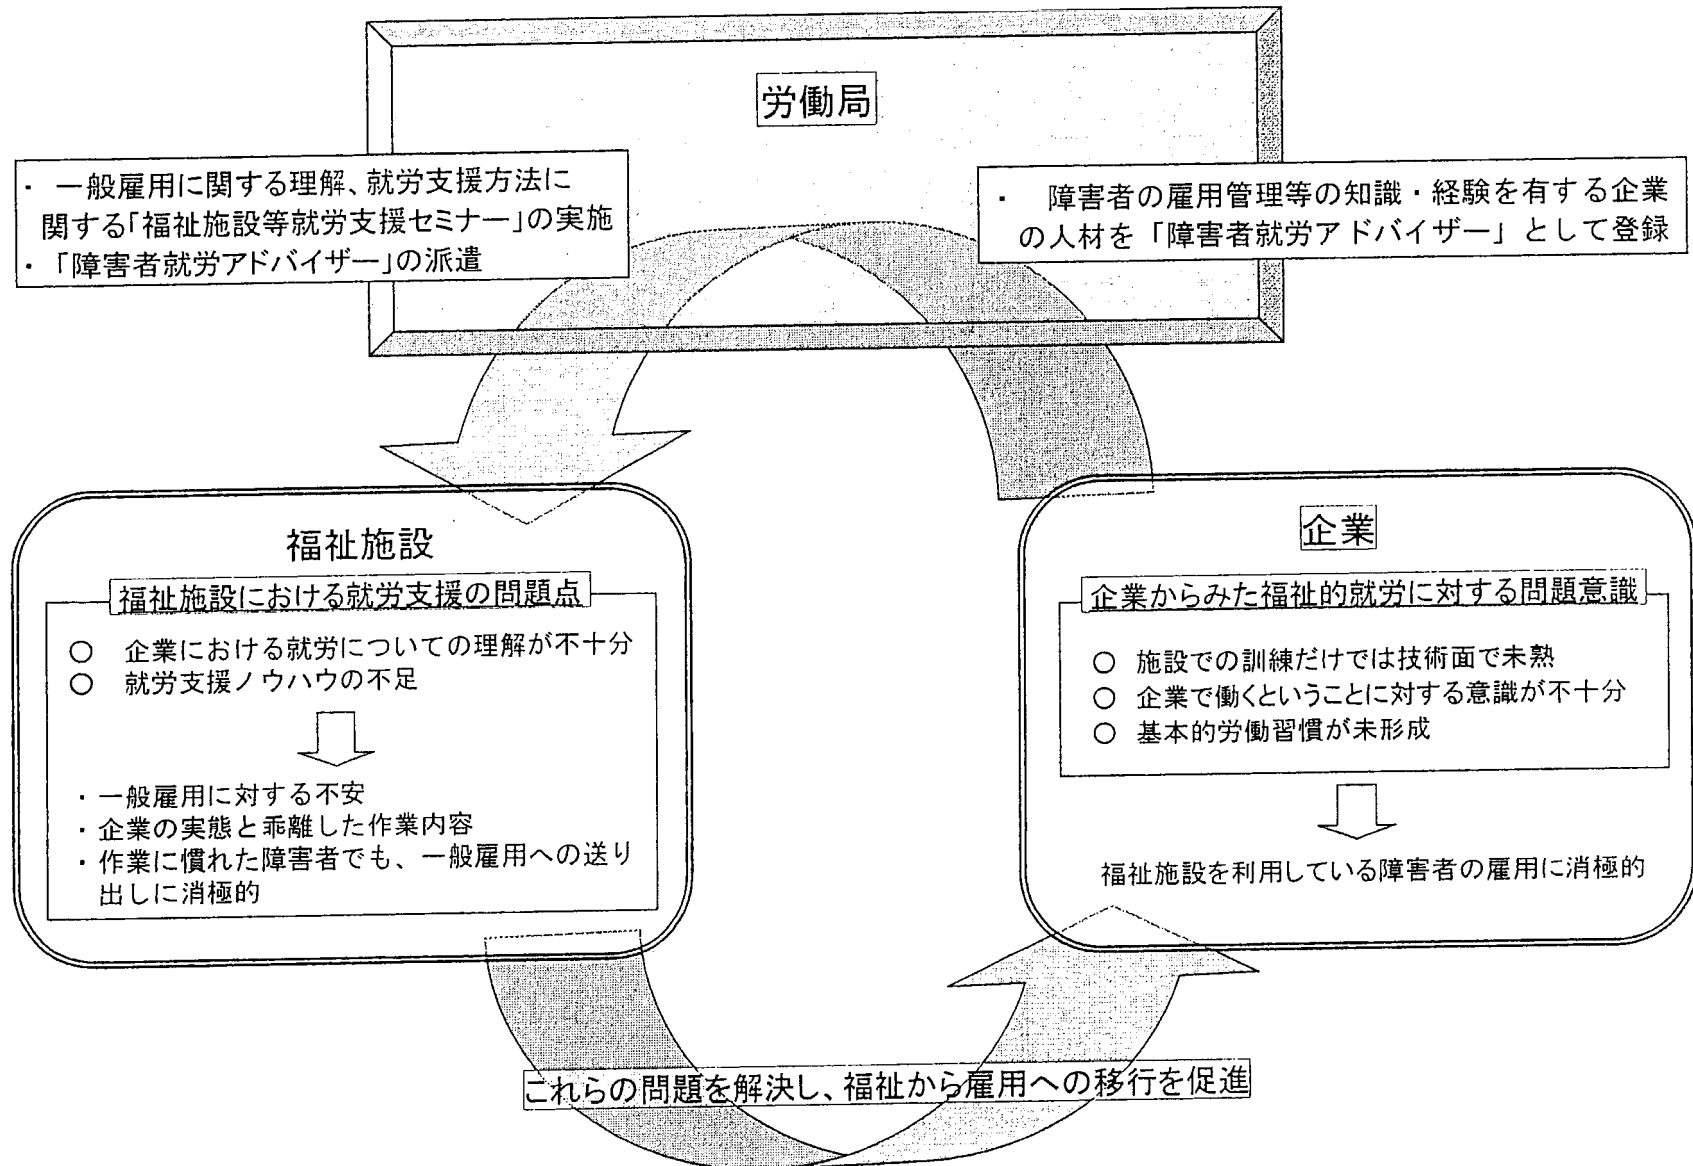 労働局
・ 一般雇用に関する理解、就労支援方法に
関する「福祉施設等就労支援セミナー」の実施
・「障害者就労アドバイザー」の派遣
・ 障害者の雇用管理等の知識・経験を有する企業
の人材を「障害者就労アドバイザー」として登録
福祉施設
福祉施設における就労支援の問題点
○ 企業における就労についての理解が不十分
○ 就労支援ノウハウの不足
・一般雇用に対する不安
・企業の実態と乖離した作業内容
・作業に慣れた障害者でも、一般雇用への送り
出しに消極的
企業
企業からみた福祉的就労に対する問題意識
○ 施設での訓練だけでは技術面で未熟
○ 企業で働くということに対する意識が不十分
○ 基本的労働習慣が未形成
福祉施設を利用している障害者の雇用に消極的
これらの問題を解決し、福祉から雇用への移行を促進